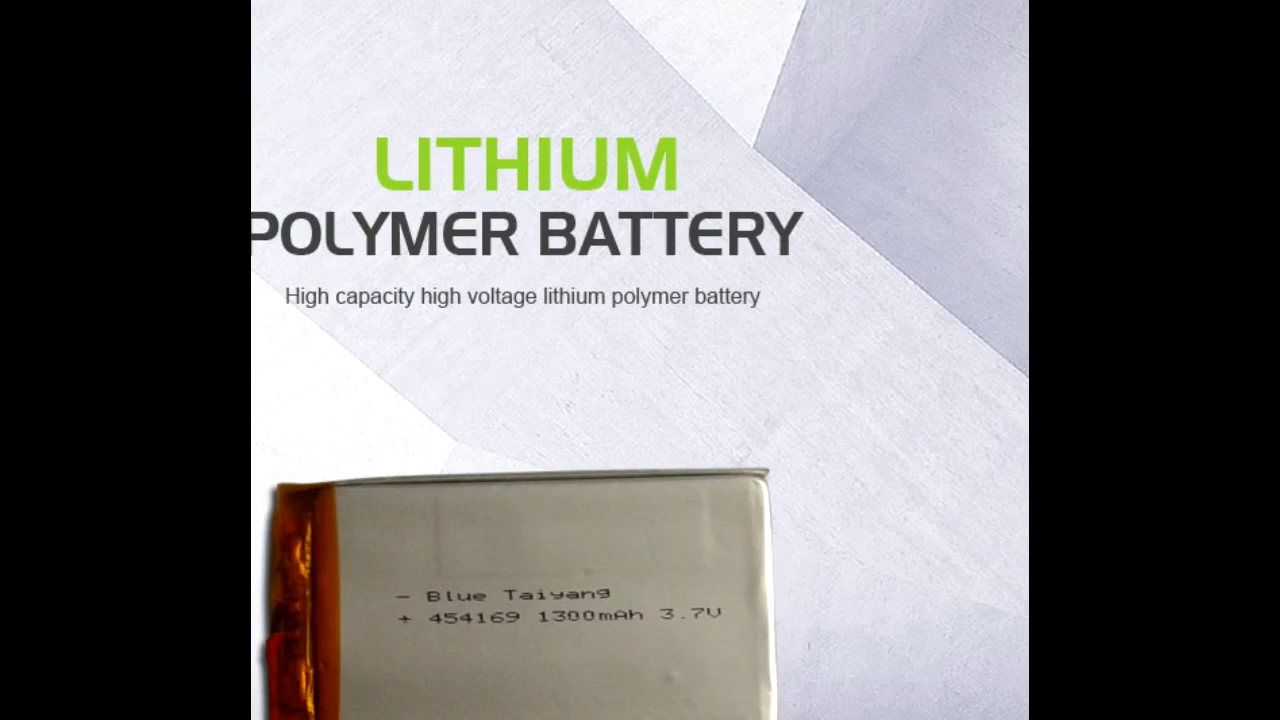 LITHIUM
POLYMER BATTERY
High capacity high voltage lithium polymer battery
- Blue Taiyang
+ 454169 1300mAh 3.7V